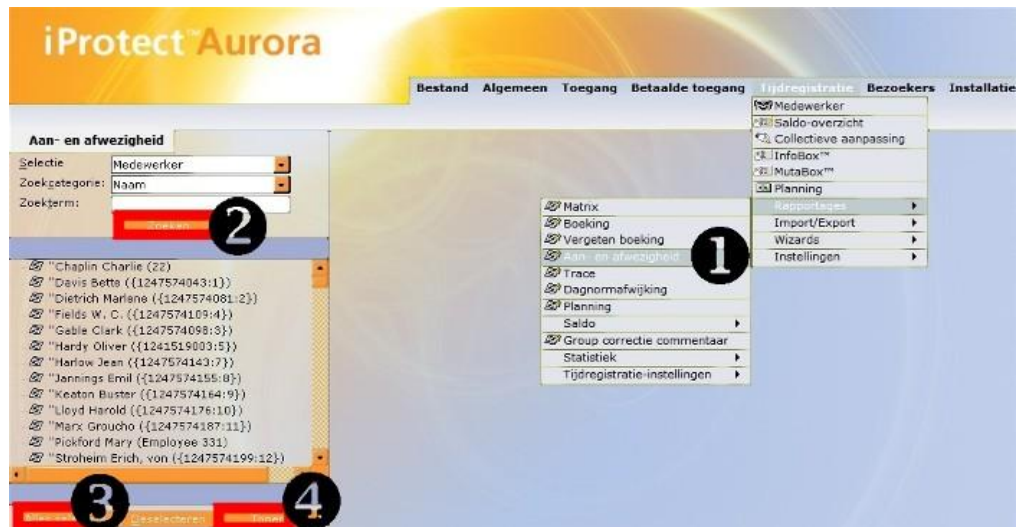 iProtect™Aurora
Bestand Algemeen Toegang Betaalde toegang Tijdregistratie Bezoekers Installatie
Medewerker
Saldo-overzicht
Collectieve aanpassing
InfoBox™
MutaBox™
Planning
Rapportages
Import/Export
Wizards
Instellingen
Matrix
Boeking
Vergeten boeking
Aan- en afwezigheid
Trace
Dagnormafwijking
Planning
Saldo
Group correctie commentaar
Statistiek
Tijdregistratie-instellingen
1
Aan- en afwezigheid
Selectie Medewerker
Zoekcategorie: Naam
Zoekterm:
Zoeken
2
"Chaplin Charlie (22)
"Davis Bette ({1247574043:1})
"Dietrich Marlene ({1247574081:2})
"Fields W. C. ({1247574109:4})
"Gable Clark ({1247574098:3})
"Hardy Oliver ({1241519003:5})
"Harlow Jean ({1247574143:7})
"Jannings Emil ({1247574155:8})
"Keaton Buster ({1247574164:9})
"Lloyd Harold ({1247574176:10})
"Marx Groucho ({1247574187:11})
"Pickford Mary (Employee 331)
"Stroheim Erich, von ({1247574199:12})
3 4
Deselecteren